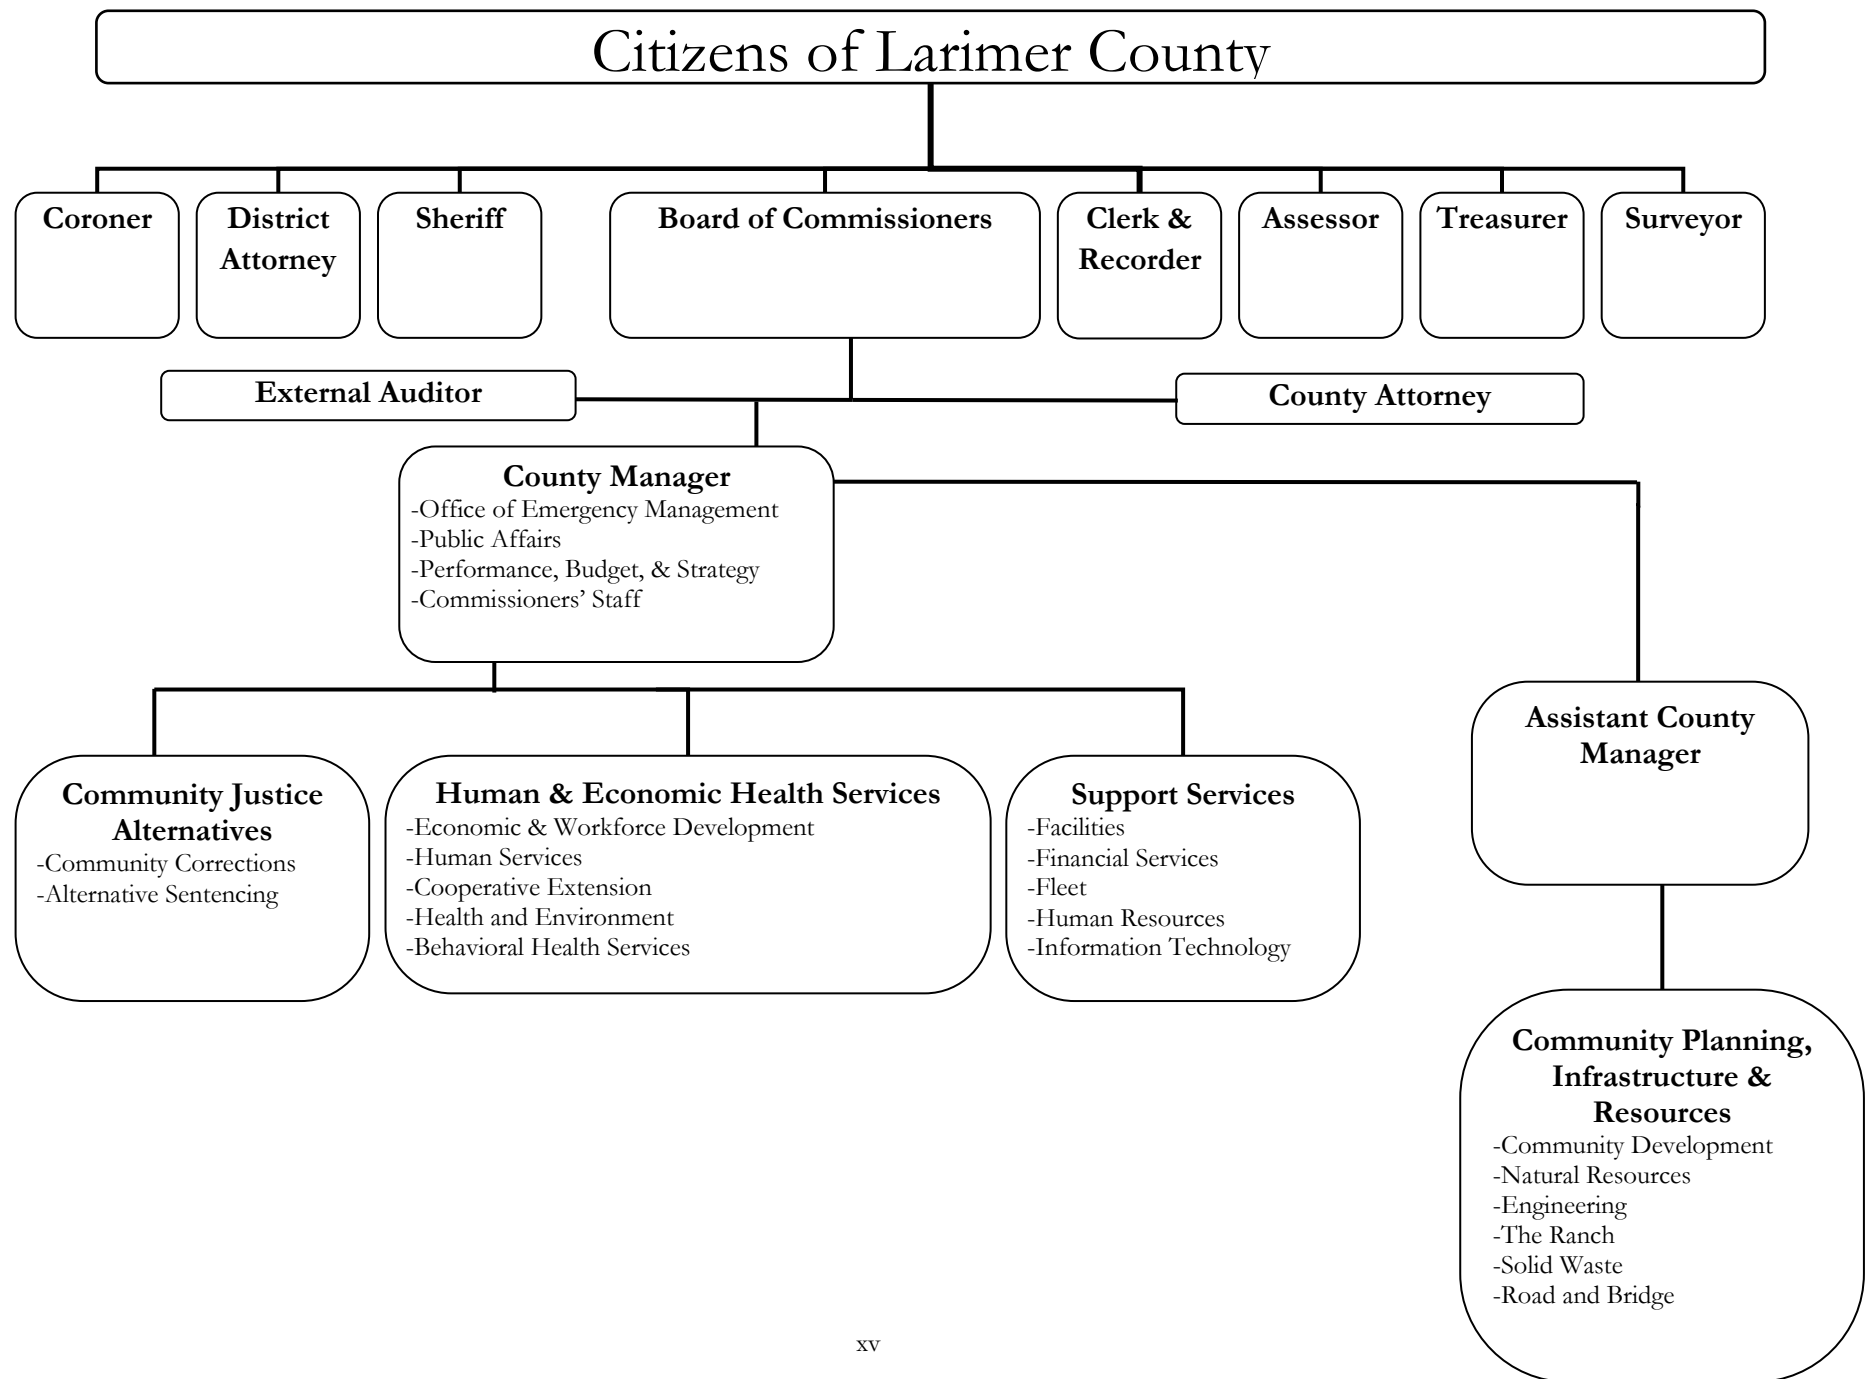 Citizens of Larimer County
Coroner
District
Attorney
Sheriff
Board of Commissioners
Clerk &
Recorder
Assessor
Treasurer
Surveyor
External Auditor
County Attorney
County Manager
-Office of Emergency Management
-Public Affairs
-Performance, Budget, & Strategy
-Commissioners’ Staff
Assistant County
Manager
Community Justice
Alternatives
-Community Corrections
-Alternative Sentencing
Human & Economic Health Services
-Economic & Workforce Development
-Human Services
-Cooperative Extension
-Health and Environment
-Behavioral Health Services
Support Services
-Facilities
-Financial Services
-Fleet
-Human Resources
-Information Technology
Community Planning,
Infrastructure &
Resources
-Community Development
-Natural Resources
-Engineering
-The Ranch
-Solid Waste
-Road and Bridge
xv